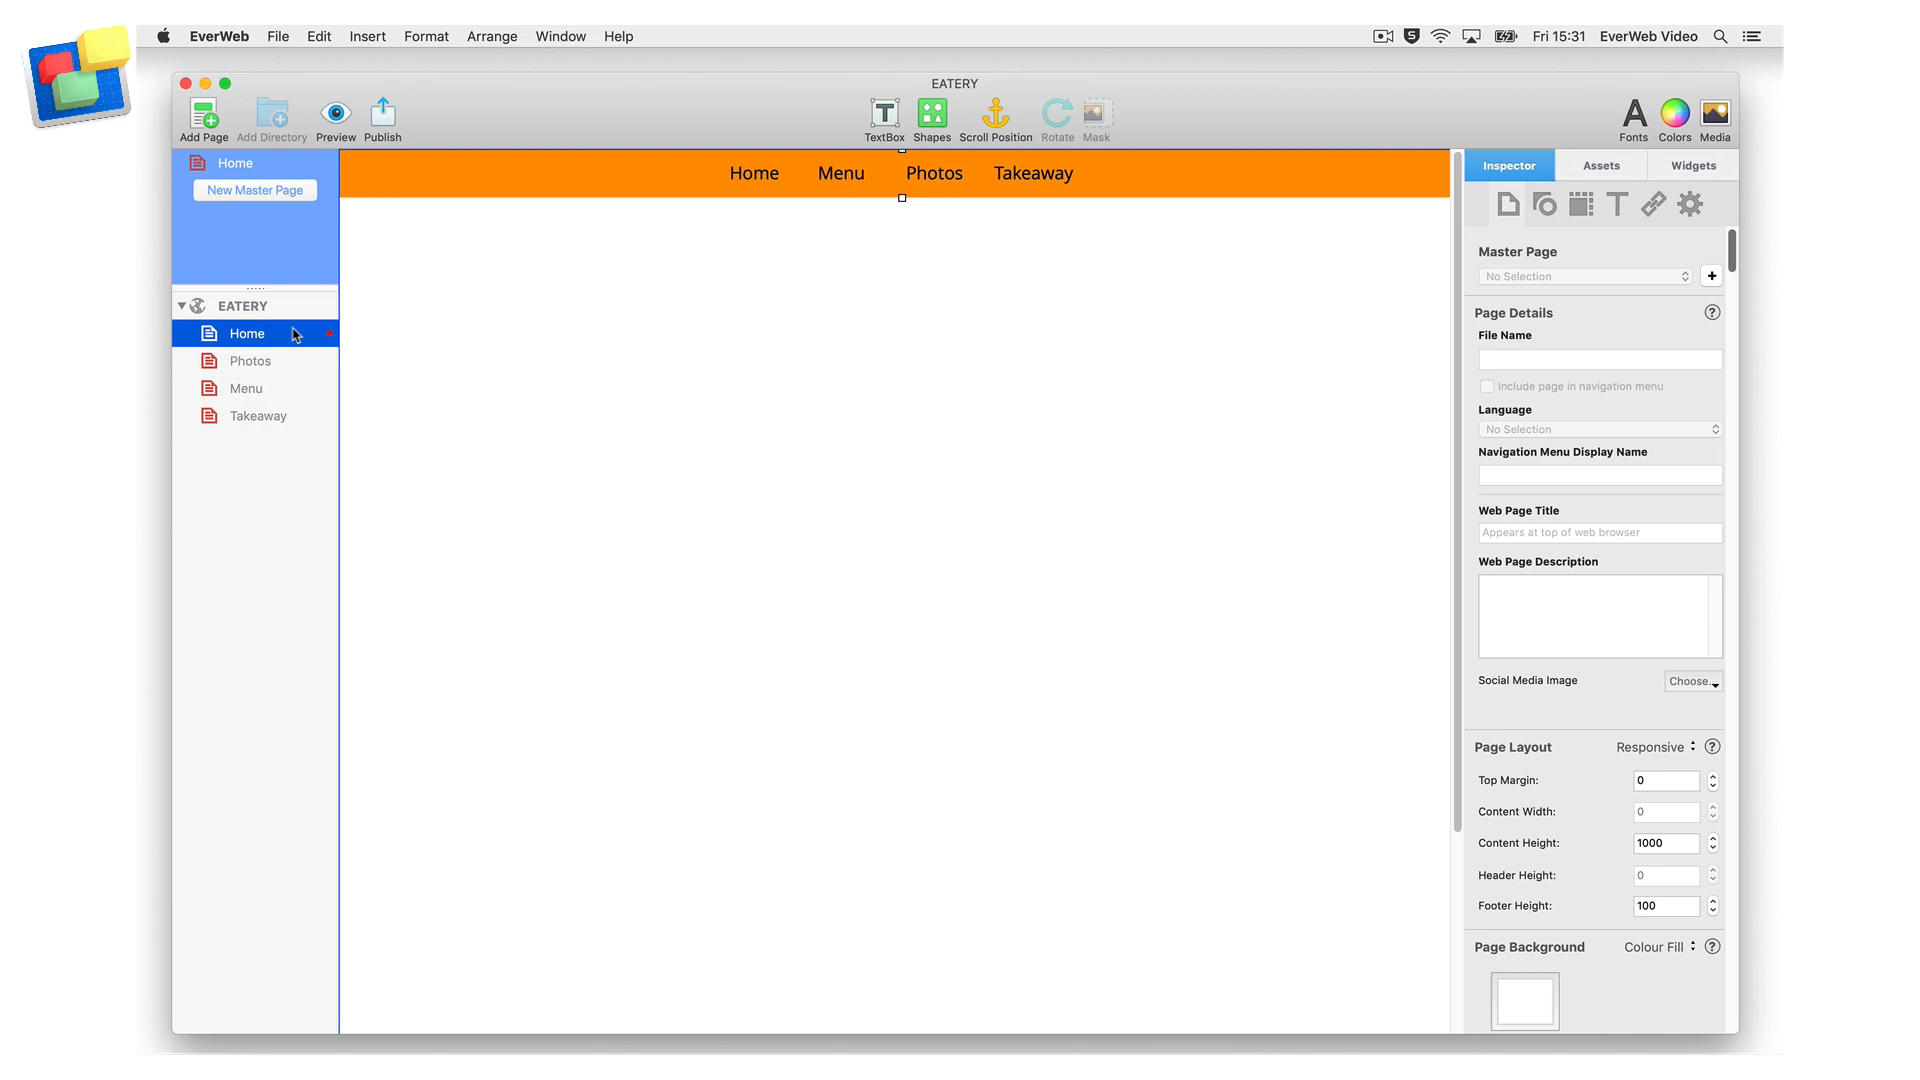 EverWeb File Edit Insert Format Arrange Window Help Fri 15:31 EverWeb Video
EATERY
Add Page Add Directory Preview Publish TextBox Shapes Scroll Position Rotate Mask Fonts Colors Media
Home
New Master Page
EATERY
Home
Photos
Menu
Takeaway
Home Menu Photos Takeaway
Inspector Assets Widgets
Master Page
No Selection
Page Details
File Name
Include page in navigation menu
Language
No Selection
Navigation Menu Display Name
Web Page Title
Appears at top of web browser
Web Page Description
Social Media Image Choose..
Page Layout Responsive
Top Margin: 0
Content Width: 0
Content Height: 1000
Header Height: 0
Footer Height: 100
Page Background Colour Fill